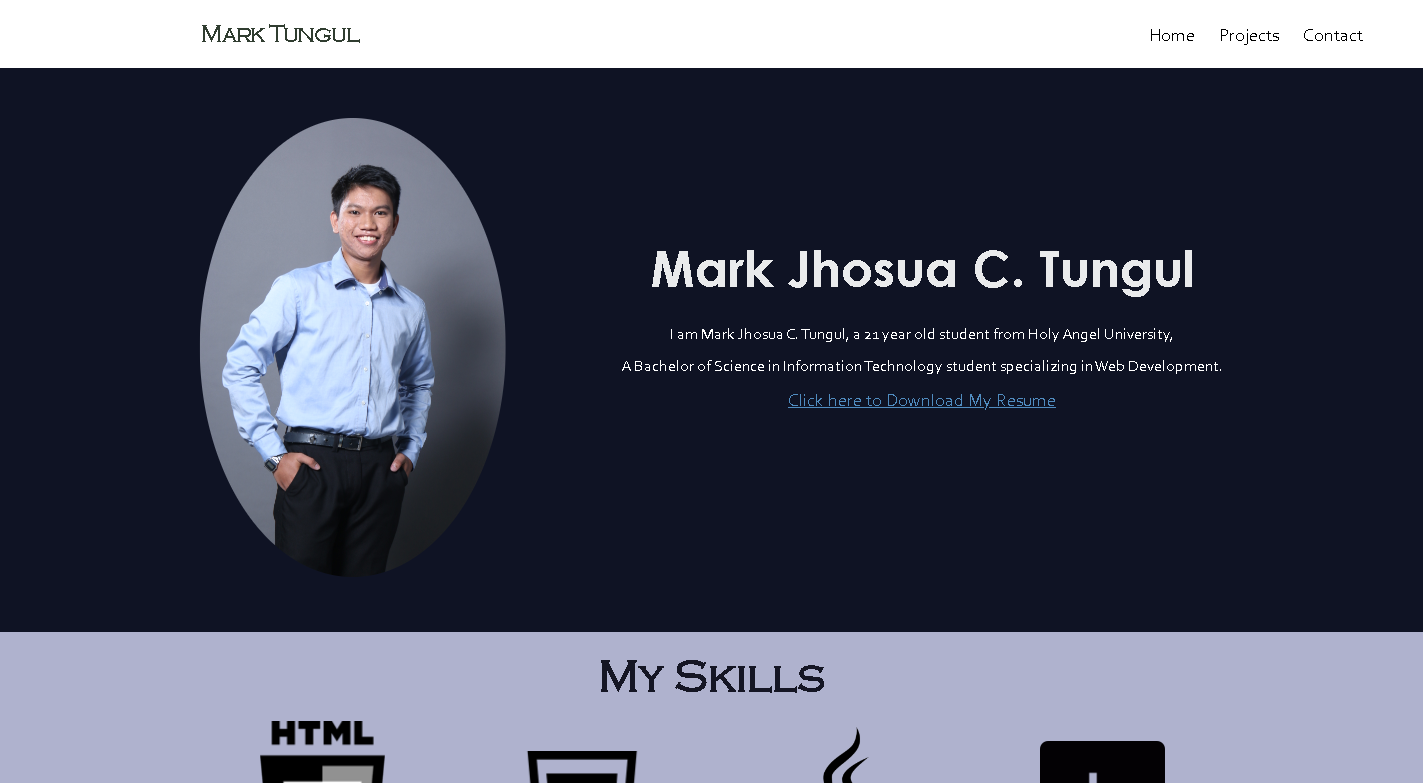 Mark Tungul
Home Projects Contact
Mark Jhosua C. Tungul
I am Mark Jhosua C. Tungul, a 21 year old student from Holy Angel University,
A Bachelor of Science in Information Technology student specializing in Web Development.
Click here to Download My Resume
My Skills
HTML